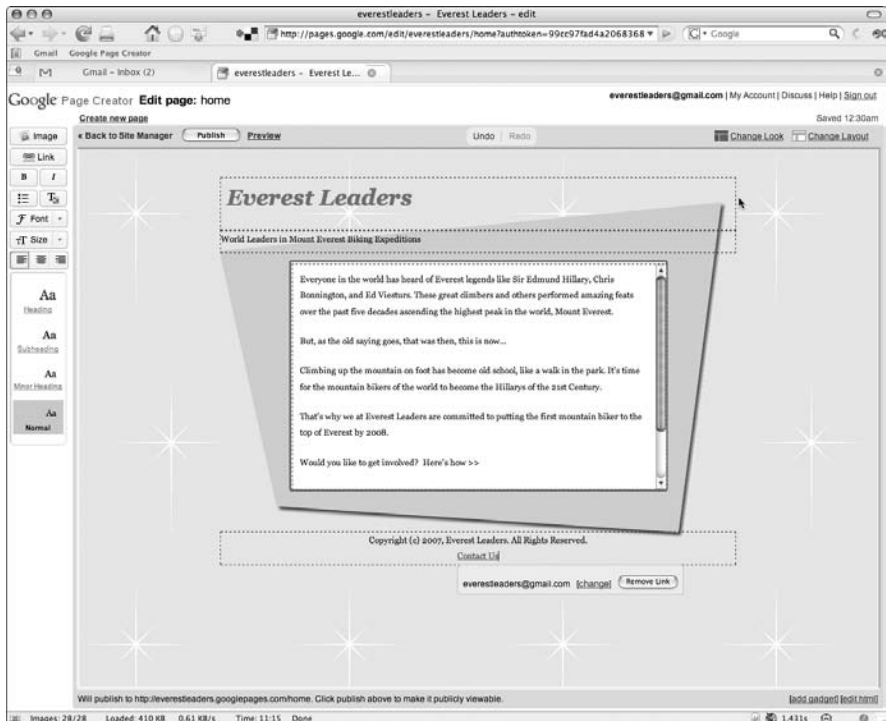 everestleaders – Everest Leaders – edit
http://pages.google.com/edit/everestleaders/home?authtoken=99cc97fad4a2068368
Google
Gmail Google Page Creator
Gmail – Inbox (2) everestleaders – Everest Le...
Google Page Creator Edit page: home
everestleaders@gmail.com | My Account | Discuss | Help | Sign out
Create new page
Saved 12:30am
« Back to Site Manager Publish Preview Undo Redo Change Look Change Layout
Image
Link
B I
Font
Size
Aa
Heading
Aa
Subheading
Aa
Minor Heading
Aa
Normal
Everest Leaders
World Leaders in Mount Everest Biking Expeditions
Everyone in the world has heard of Everest legends like Sir Edmund Hillary, Chris
Bonnington, and Ed Viesturs. These great climbers and others performed amazing feats
over the past five decades ascending the highest peak in the world, Mount Everest.
But, as the old saying goes, that was then, this is now...
Climbing up the mountain on foot has become old school, like a walk in the park. It's time
for the mountain bikers of the world to become the Hillarys of the 21st Century.
That's why we at Everest Leaders are committed to putting the first mountain biker to the
top of Everest by 2008.
Would you like to get involved? Here's how >>
Copyright (c) 2007, Everest Leaders. All Rights Reserved.
Contact Us
everestleaders@gmail.com [change] Remove Link
Will publish to http://everestleaders.googlepages.com/home. Click publish above to make it publicly viewable.
[add gadget] [edit html]
Images: 28/28 Loaded: 410 KB 0.61 KB/s Time: 11:15 Done 1.431s